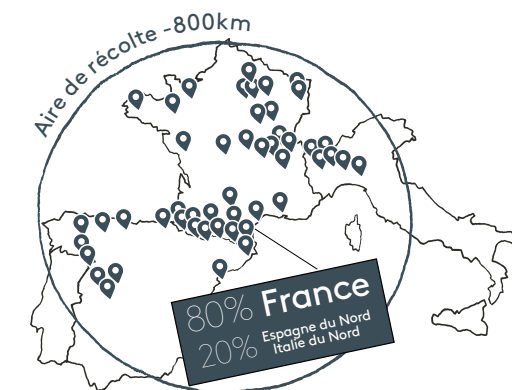 Aire de récolte -800km
80% France
20% Espagne du Nord
Italie du Nord